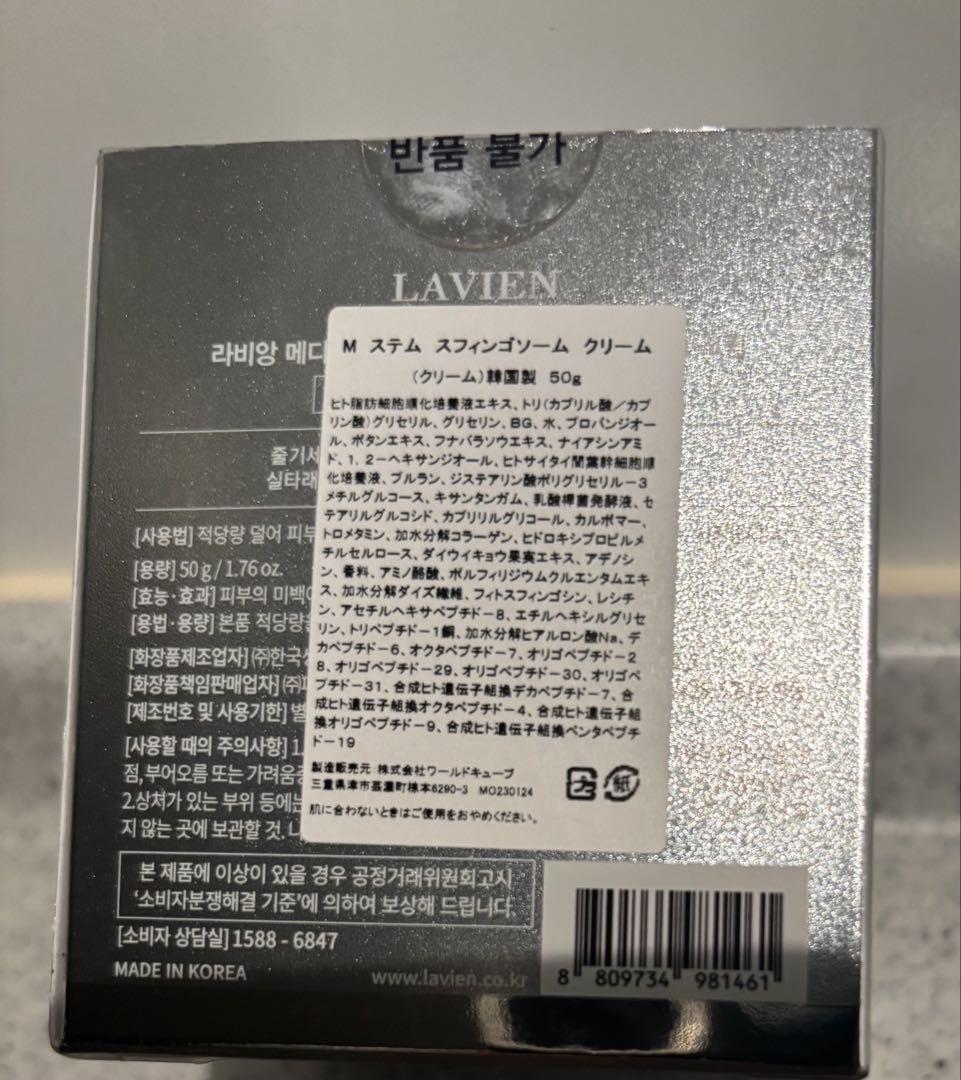 반품 불가
LAVIEN
라비앙 메디
M ステム スフィンゴソーム クリーム
(クリーム)韓国製 50g
ヒト脂肪細胞順化培養液エキス、トリ(カプリル酸/カプ
リン酸)グリセリル、グリセリン、BG、水、プロパンジオー
ル、ボタンエキス、フナバラソウエキス、ナイアシンアミ
ド、1, 2-ヘキサンジオール、ヒトサイタイ間葉幹細胞順
化培養液、プルラン、ジステアリン酸ポリグリセリル-3
メチルグルコース、キサンタンガム、乳酸桿菌発酵液、セ
テアリルグルコシド、カプリリルグリコール、カルボマー、
トロメタミン、加水分解コラーゲン、ヒドロキシプロピルメ
チルセルロース、ダイウイキョウ果実エキス、アデノシ
ン、香料、アミノ酪酸、ポルフィリジウムクルエンタムエキ
ス、加水分解ダイズ繊維、フィトスフィンゴシン、レシチ
ン、アセチルヘキサペプチド-8、エチルヘキシルグリセ
リン、トリペプチド-1銅、加水分解ヒアルロン酸Na、デ
カペプチド-6、オクタペプチド-7、オリゴペプチド-2
8、オリゴペプチド-29、オリゴペプチド-30、オリゴペ
プチド-31、合成ヒト遺伝子組換デカペプチド-7、合
成ヒト遺伝子組換オクタペプチド-4、合成ヒト遺伝子組
換オリゴペプチド-9、合成ヒト遺伝子組換ペンタペプチ
ド-19
製造販売元 株式会社ワールドキューブ
三重県津市芸濃町椋本6290-3 MO230124
プラ 紙
肌に合わないときはご使用をおやめください。
줄기세
실타래
[사용법] 적당량 덜어 피부
[용량] 50 g / 1.76 oz.
[효능·효과] 피부의 미백에
[용법·용량] 본품 적당량을
[화장품제조업자] ㈜한국
[화장품책임판매업자] ㈜
[제조번호 및 사용기한] 별
[사용할 때의 주의사항] 1.
점, 부어오름 또는 가려움증
2.상처가 있는 부위 등에는
지 않는 곳에 보관할 것.
본 제품에 이상이 있을 경우 공정거래위원회고시
'소비자분쟁해결 기준'에 의하여 보상해 드립니다.
[소비자 상담실] 1588 - 6847
MADE IN KOREA
www.lavien.co.kr
8 809734 981461